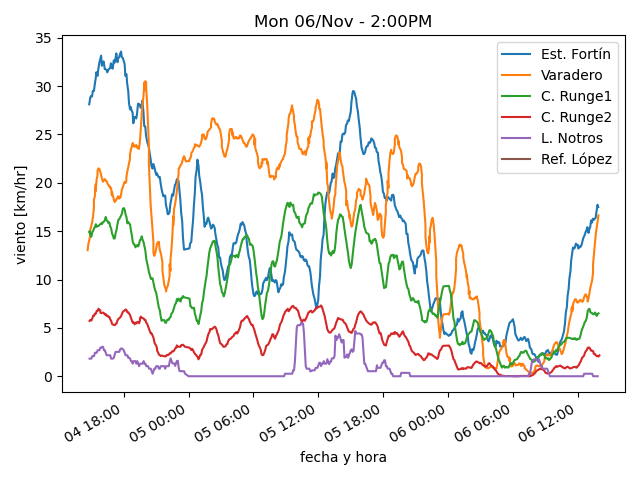 Mon 06/Nov - 2:00PM
35
30
25
20
15
10
5
0
viento [km/hr]
Est. Fortín
Varadero
C. Runge1
C. Runge2
L. Notros
Ref. López
04 18:00
05 00:00
05 06:00
05 12:00
05 18:00
06 00:00
06 06:00
06 12:00
fecha y hora